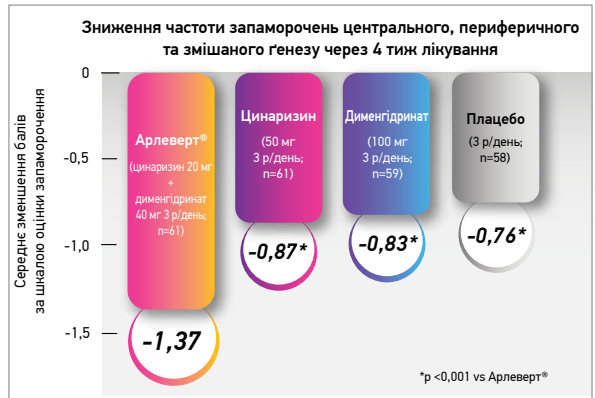 Зниження частоти запаморочень центрального, периферичного
та змішаного ґенезу через 4 тиж лікування
Середнє зменшення балів
за шкалою оцінки запаморочення
0
-0,5
-1,0
-1,5
Арлеверт®
(цинаризин 20 мг
+
дименгідринат
40 мг 3 р/день;
n=61)
-1,37
Цинаризин
(50 мг
3 р/день;
n=61)
-0,87*
Дименгідринат
(100 мг
3 р/день;
n=59)
-0,83*
Плацебо
(3 р/день;
n=58)
-0,76*
*p <0,001 vs Арлеверт®